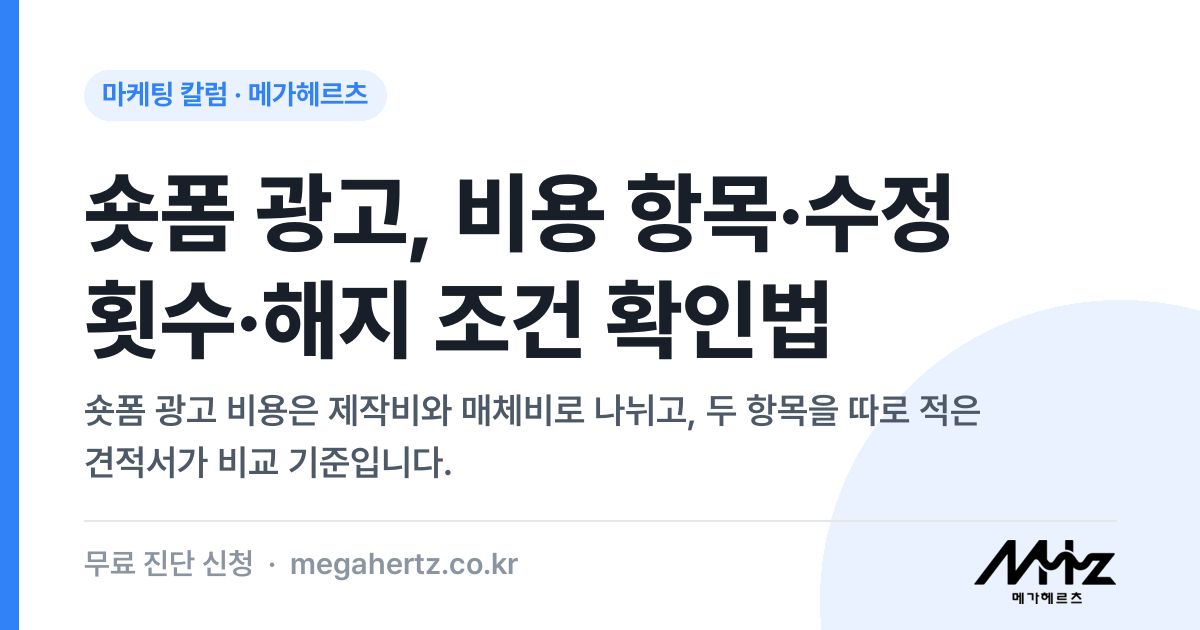 마케팅 칼럼 · 메가헤르츠
숏폼 광고, 비용 항목·수정
횟수·해지 조건 확인법
숏폼 광고 비용은 제작비와 매체비로 나뉘고, 두 항목을 따로 적은
견적서가 비교 기준입니다.
무료 진단 신청 · megahertz.co.kr
MHz
메가헤르츠